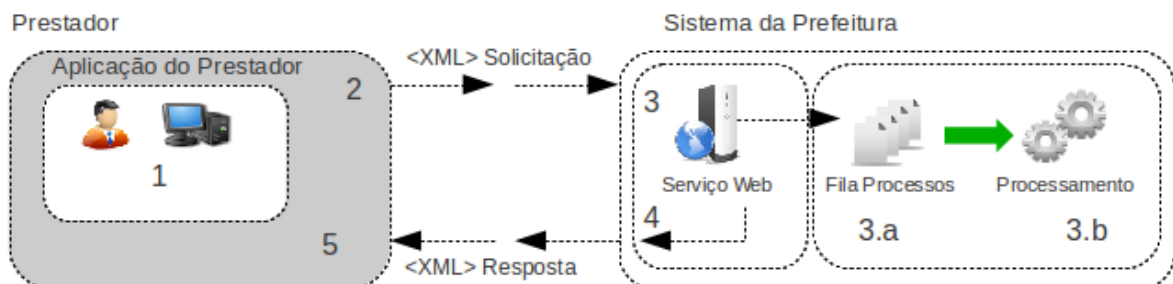 Prestador
Sistema da Prefeitura
Aplicação do Prestador
<XML> Solicitação
2
3
1
Serviço Web
Fila Processos
Processamento
4
3.a
3.b
5
<XML> Resposta